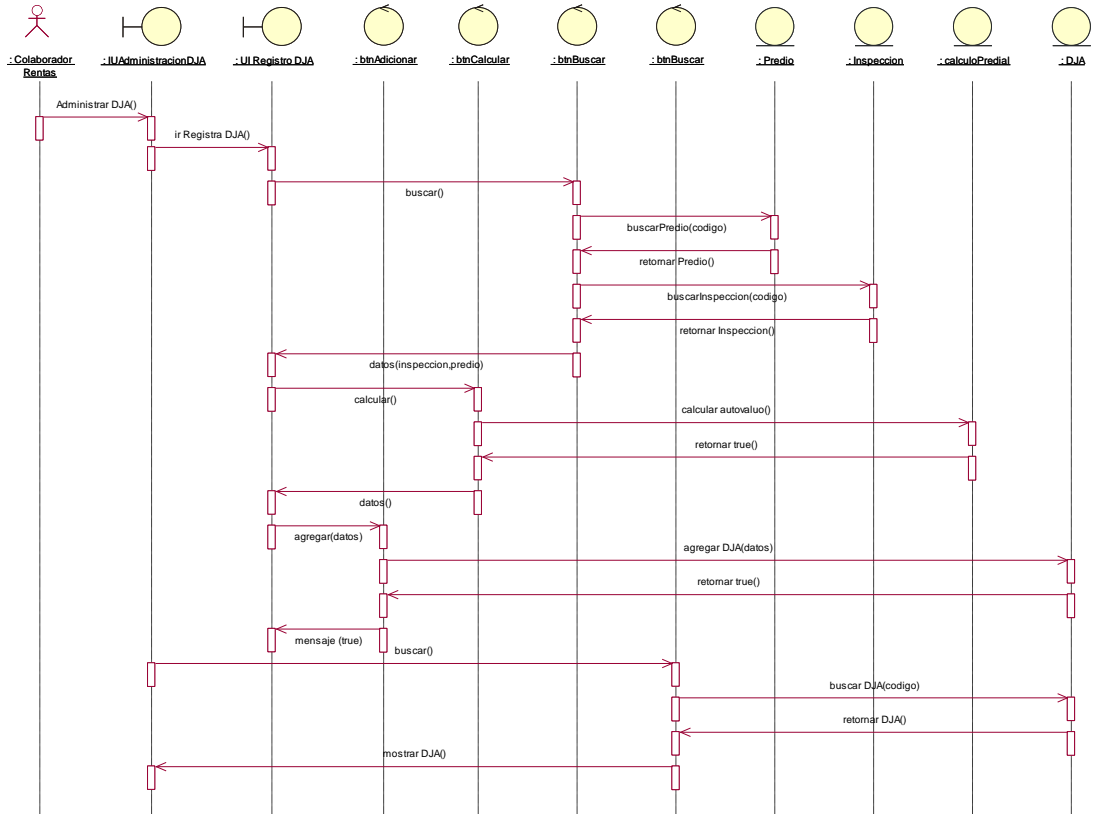 : Colaborador
Rentas
: IUAdministracionDJA
: UI Registro DJA
: btnAdicionar
: btnCalcular
: btnBuscar
: btnBuscar
: Predio
: Inspeccion
: calculoPredial
: DJA
Administrar DJA()
ir Registra DJA()
buscar()
buscarPredio(codigo)
retornar Predio()
buscarInspeccion(codigo)
retornar Inspeccion()
datos(inspeccion,predio)
calcular()
calcular autovaluo()
retornar true()
datos()
agregar(datos)
agregar DJA(datos)
retornar true()
mensaje (true)
buscar()
buscar DJA(codigo)
retornar DJA()
mostrar DJA()